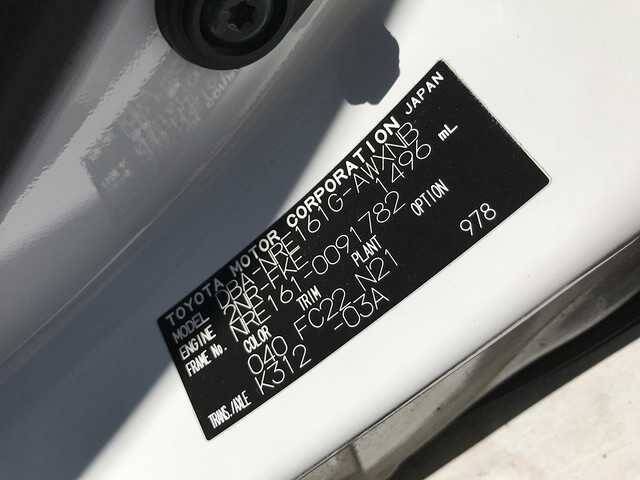 TOYOTA MOTOR CORPORATION JAPAN
MODEL DBA-NRE161G-AWXNB
ENGINE 2NR-FKE 1496 mL
FRAME No. NRE161-0091782
COLOR TRIM PLANT OPTION
040 FC22 N21 978
TRANS./AXLE K312 -03A